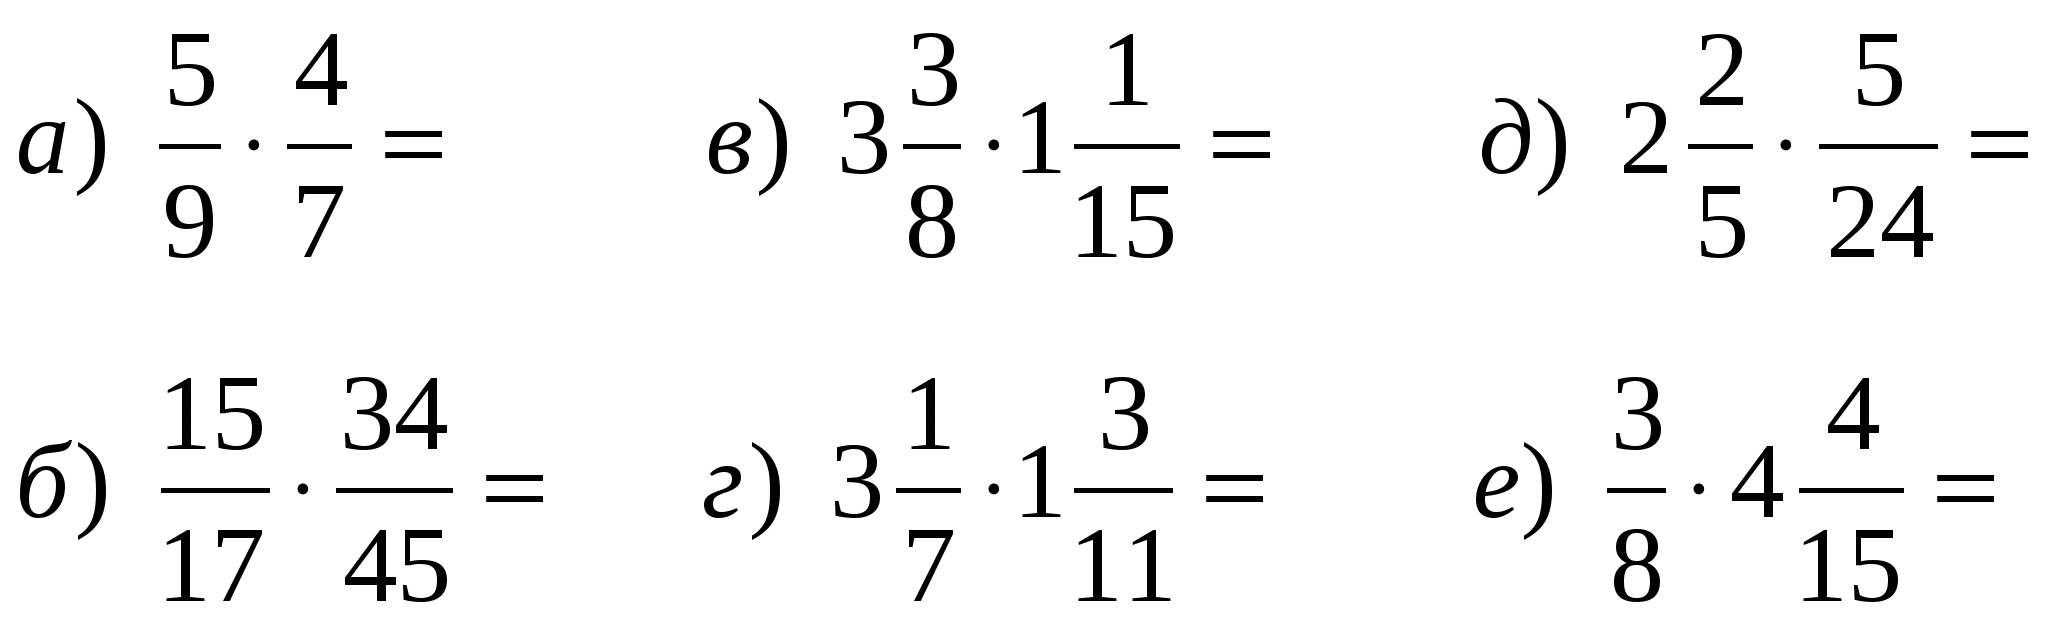 а) 5/9 · 4/7 = в) 3 3/8 · 1 1/15 = д) 2 2/5 · 5/24 =
б) 15/17 · 34/45 = г) 3 1/7 · 1 3/11 = е) 3/8 · 4 4/15 =